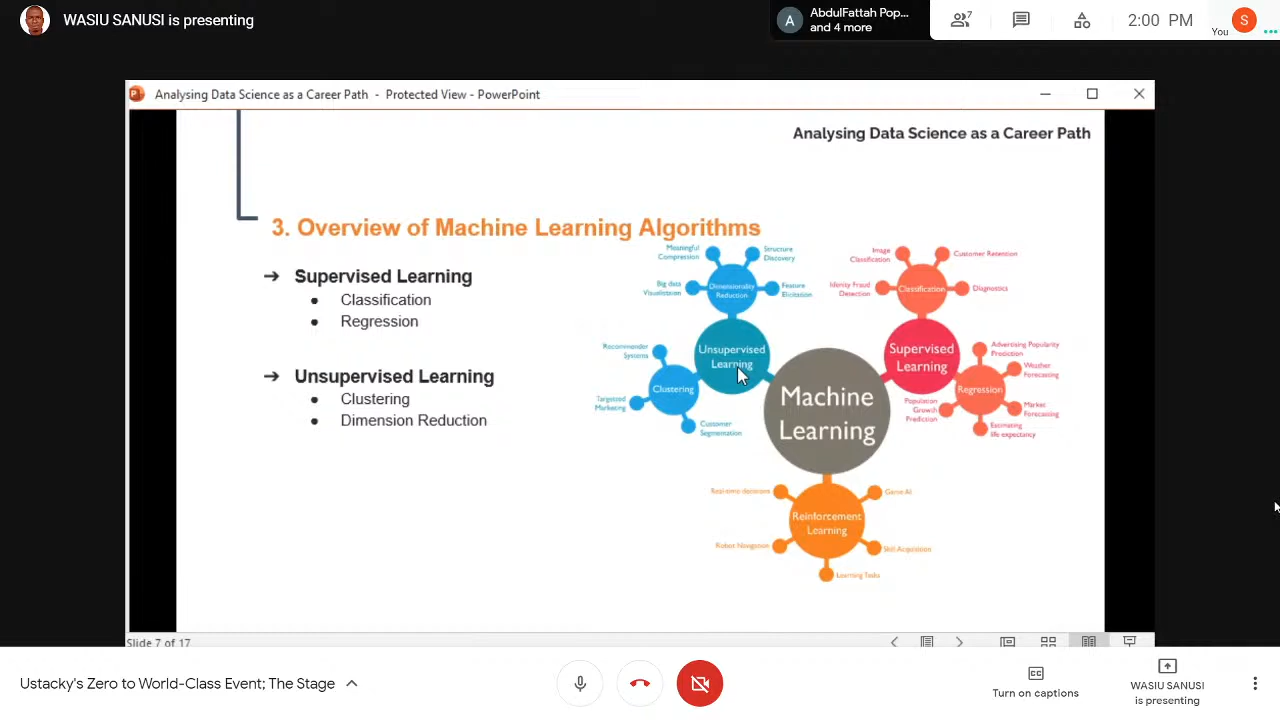 WASIU SANUSI is presenting
A
AbdulFattah Pop...
and 4 more
7
2:00 PM
You
S
Analysing Data Science as a Career Path - Protected View - PowerPoint
Analysing Data Science as a Career Path
3. Overview of Machine Learning Algorithms
➔ Supervised Learning
● Classification
● Regression
➔ Unsupervised Learning
● Clustering
● Dimension Reduction
Meaningful
Compression
Structure
Discovery
Big data
Visualisation
Dimensionality
Reduction
Feature
Elicitation
Recommender
Systems
Unsupervised
Learning
Clustering
Targeted
Marketing
Customer
Segmentation
Machine
Learning
Image
Classification
Customer Retention
Identity Fraud
Detection
Classification
Diagnostics
Supervised
Learning
Advertising Popularity
Prediction
Weather
Forecasting
Regression
Population
Growth
Prediction
Market
Forecasting
Estimating
life expectancy
Real-time decisions
Game AI
Reinforcement
Learning
Robot Navigation
Skill Acquisition
Learning Tasks
Slide 7 of 17
Ustacky's Zero to World-Class Event; The Stage
CC
Turn on captions
WASIU SANUSI
is presenting